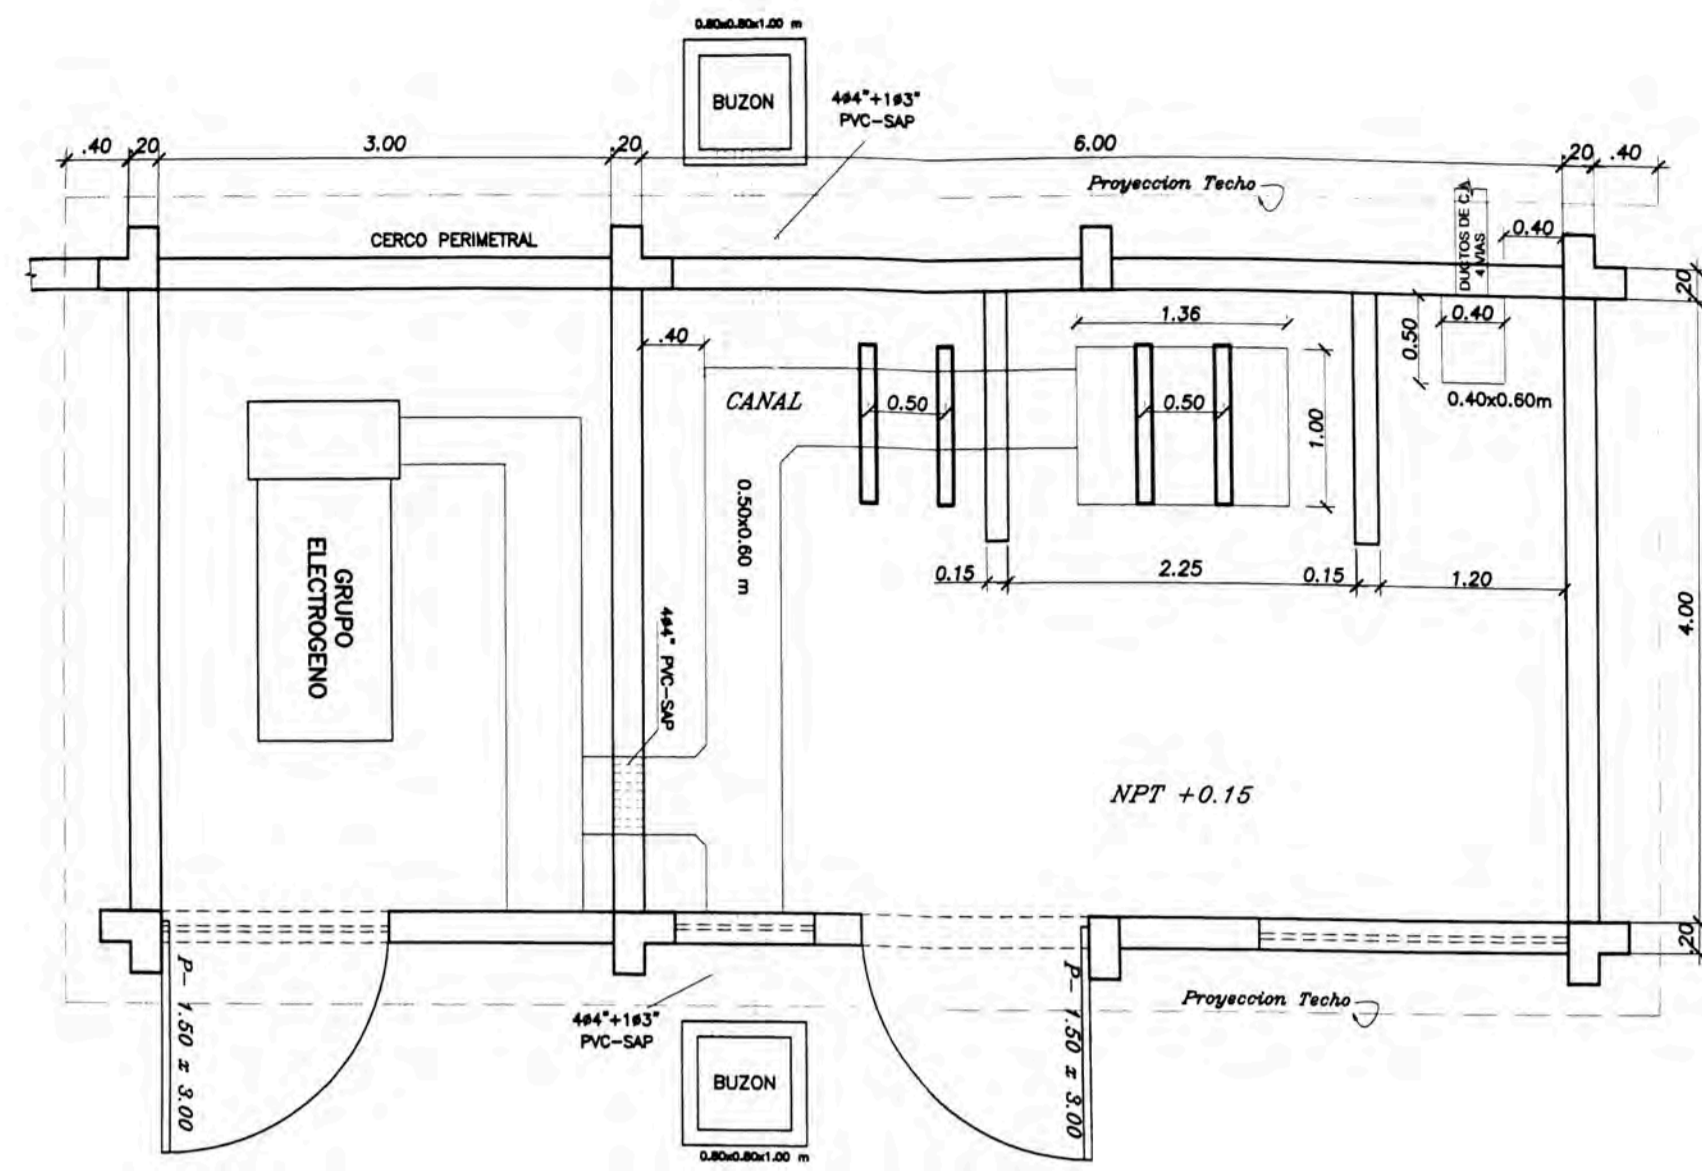 0.80x0.80x1.00 m
BUZON
4ø4"+1ø3"
PVC-SAP
.40
.20
3.00
.20
6.00
.20
.40
Proyeccion Techo
CERCO PERIMETRAL
DUCTOS DE C.A
4 VIAS
0.40
.20
1.36
.40
0.50
0.40
CANAL
0.50
0.50
1.00
0.40x0.60m
0.50x0.60 m
GRUPO
ELECTROGENO
0.15
2.25
0.15
1.20
4.00
4ø4" PVC-SAP
NPT +0.15
.20
P- 1.50 x 3.00
P- 1.50 x 3.00
Proyeccion Techo
4ø4"+1ø3"
PVC-SAP
BUZON
0.80x0.80x1.00 m